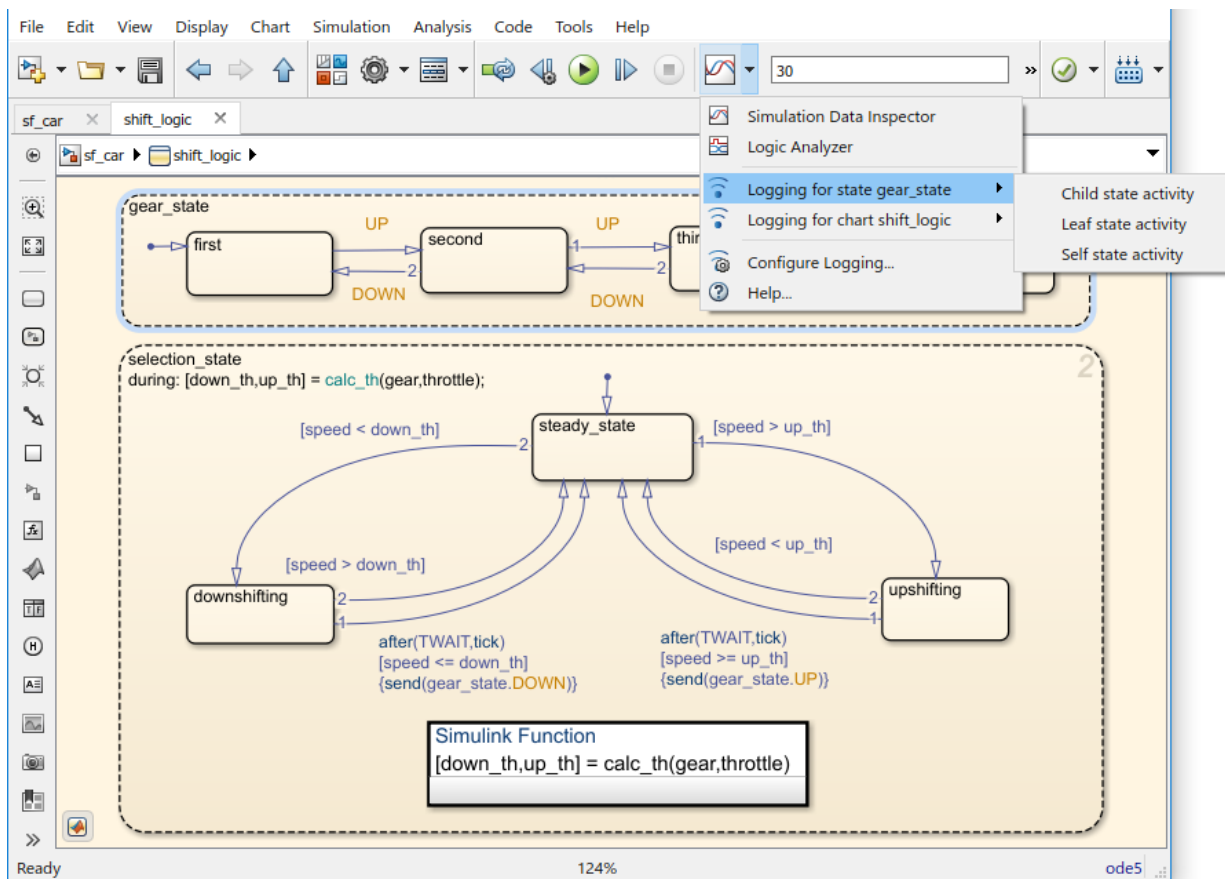 File Edit View Display Chart Simulation Analysis Code Tools Help
30
sf_car shift_logic
sf_car shift_logic
Simulation Data Inspector
Logic Analyzer
Logging for state gear_state
Logging for chart shift_logic
Configure Logging...
Help...
Child state activity
Leaf state activity
Self state activity
gear_state
UP UP
first second
1
2 2
DOWN DOWN
selection_state 2
during: [down_th,up_th] = calc_th(gear,throttle);
[speed < down_th] steady_state [speed > up_th]
2 1
[speed > down_th] [speed < up_th]
downshifting 2 2 upshifting
1 1
after(TWAIT,tick) after(TWAIT,tick)
[speed <= down_th] [speed >= up_th]
{send(gear_state.DOWN)} {send(gear_state.UP)}
Simulink Function
[down_th,up_th] = calc_th(gear,throttle)
Ready 124% ode5